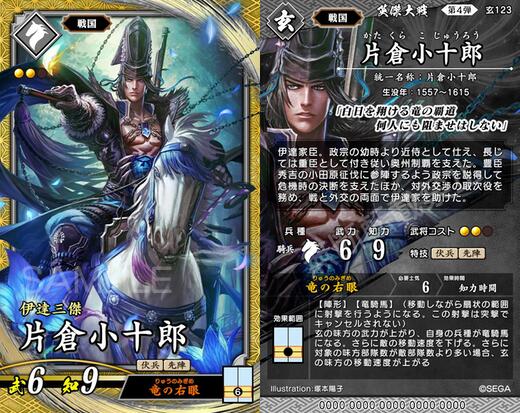 戦国
伊達三傑
片倉小十郎
伏兵 先陣
武6 知9
りゅうのみぎめ
竜の右眼
6
玄
戦国
英傑大戦
第4弾
玄123
かたくら こじゅうろう
片倉小十郎
統一名称:片倉小十郎
生没年:1557~1615
「白日を翔ける竜の覇道
何人にも阻ませはしない」
伊達家臣。政宗の幼時より近侍として仕え、長じ
ては重臣として付き従い奥州制覇を支えた。豊臣
秀吉の小田原征伐に参陣するよう政宗を説得して
危機時の決断を支えたほか、対外交渉の取次役を
務め、戦と外交の両面で伊達家を助けた。
兵種 武力 知力 武将コスト
騎兵 6 9 特技 伏兵 先陣
りゅうのみぎめ 必要士気 効果時間
竜の右眼 6 知力時間
効果範囲
【陣形】【竜騎馬】(移動しながら扇状の範囲
に射撃を行うようになる。この射撃は突撃で
キャンセルされない)
玄の味方の武力が上がり、自身の兵種が竜騎馬
になる。さらに敵の移動速度を下げる。さらに
対象の味方部隊数が敵部隊数より多い場合、玄
の味方の移動速度が上がる
Illustration:塚本陽子
©SEGA
0000-0000-0000-0000-0000-0000
SAMPLE